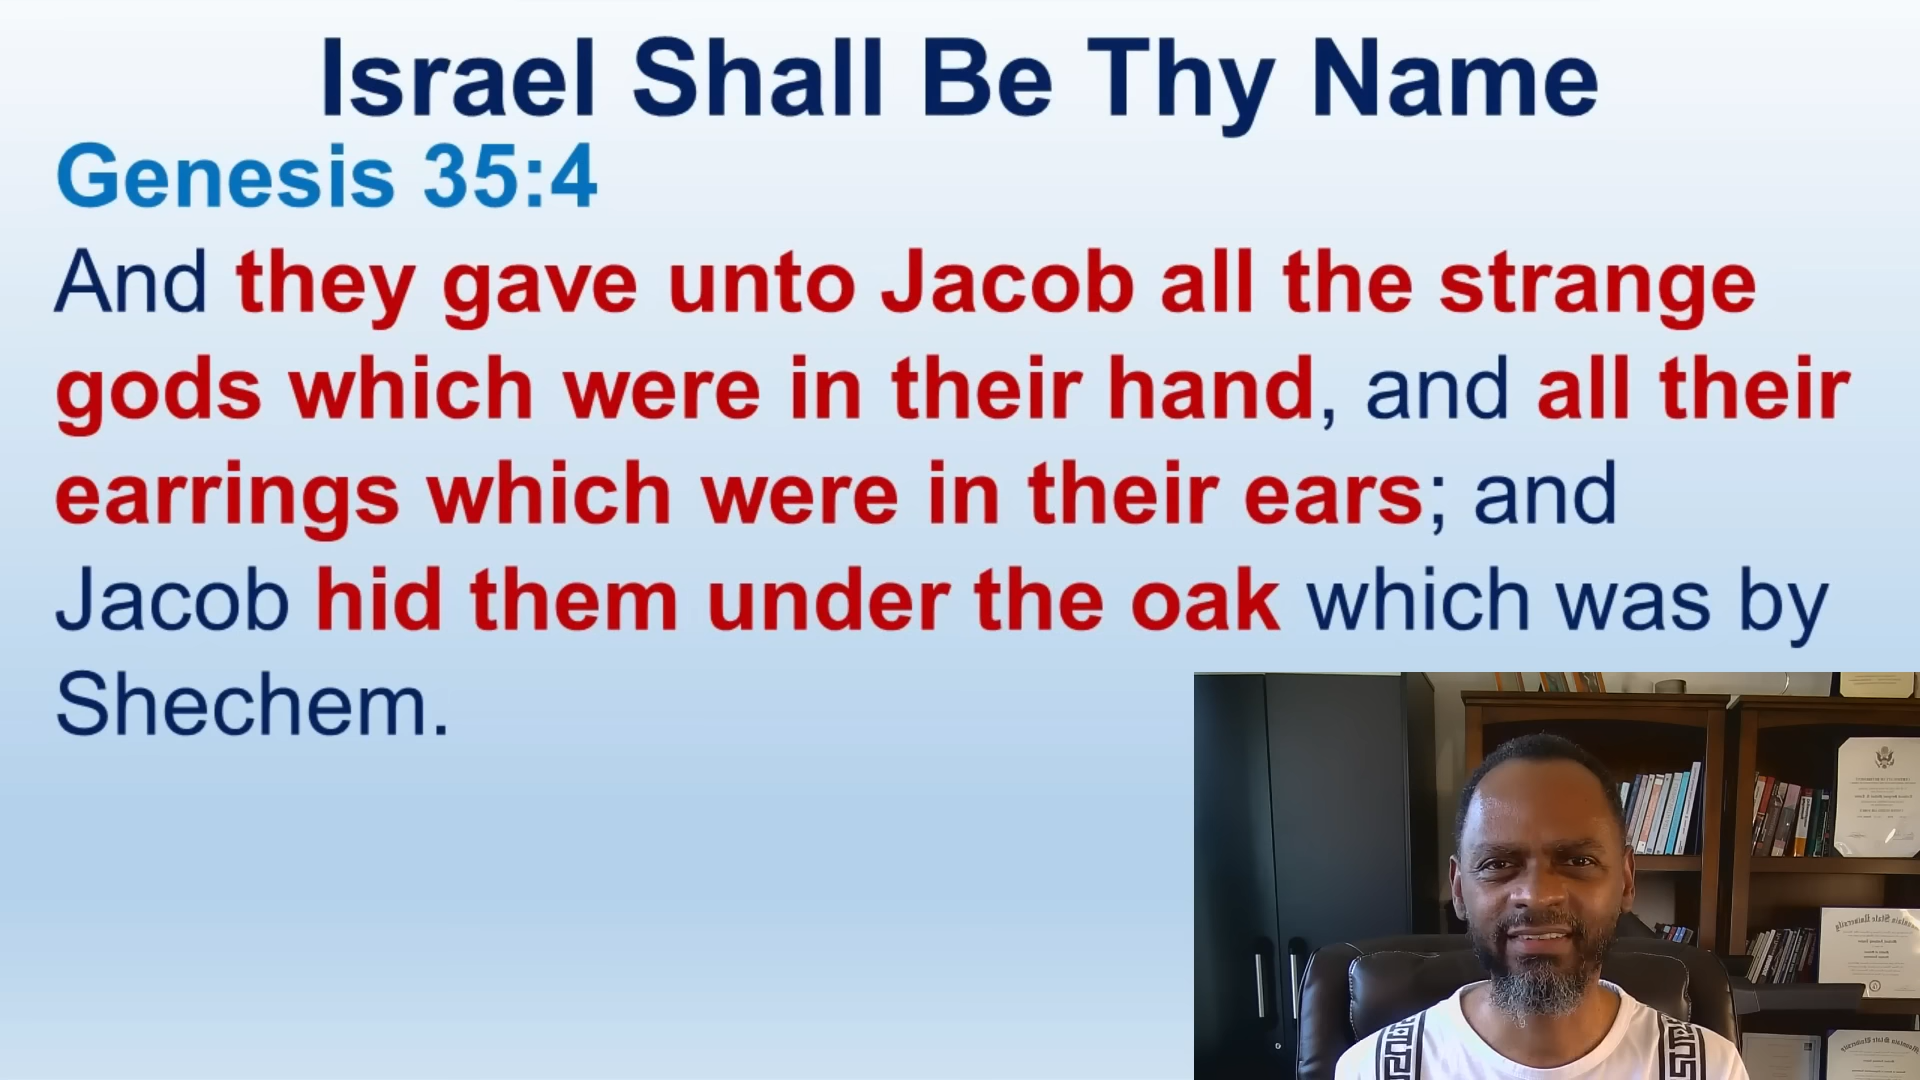 Israel Shall Be Thy Name
Genesis 35:4
And they gave unto Jacob all the strange
gods which were in their hand, and all their
earrings which were in their ears; and
Jacob hid them under the oak which was by
Shechem.